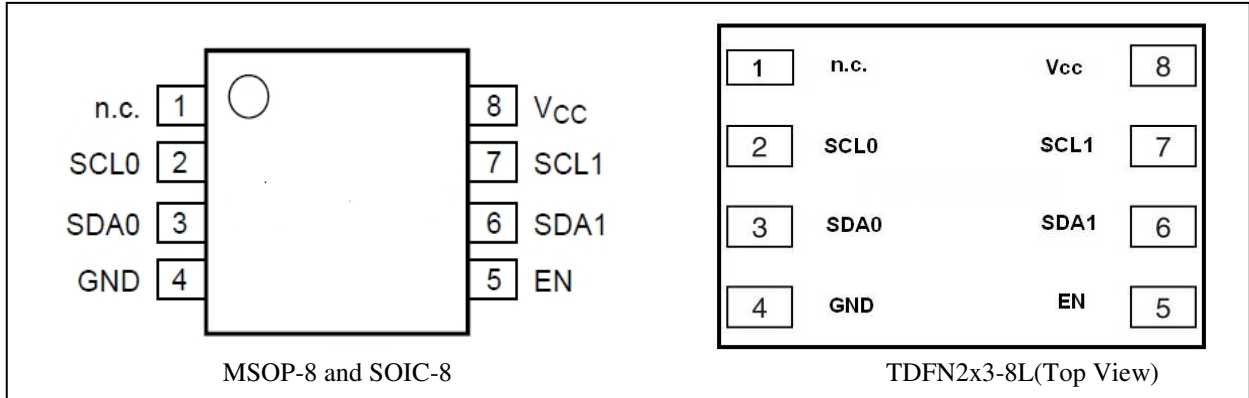 n.c. 1 8 VCC
SCL0 2 7 SCL1
SDA0 3 6 SDA1
GND 4 5 EN
MSOP-8 and SOIC-8
1 n.c. Vcc 8
2 SCL0 SCL1 7
3 SDA0 SDA1 6
4 GND EN 5
TDFN2x3-8L(Top View)